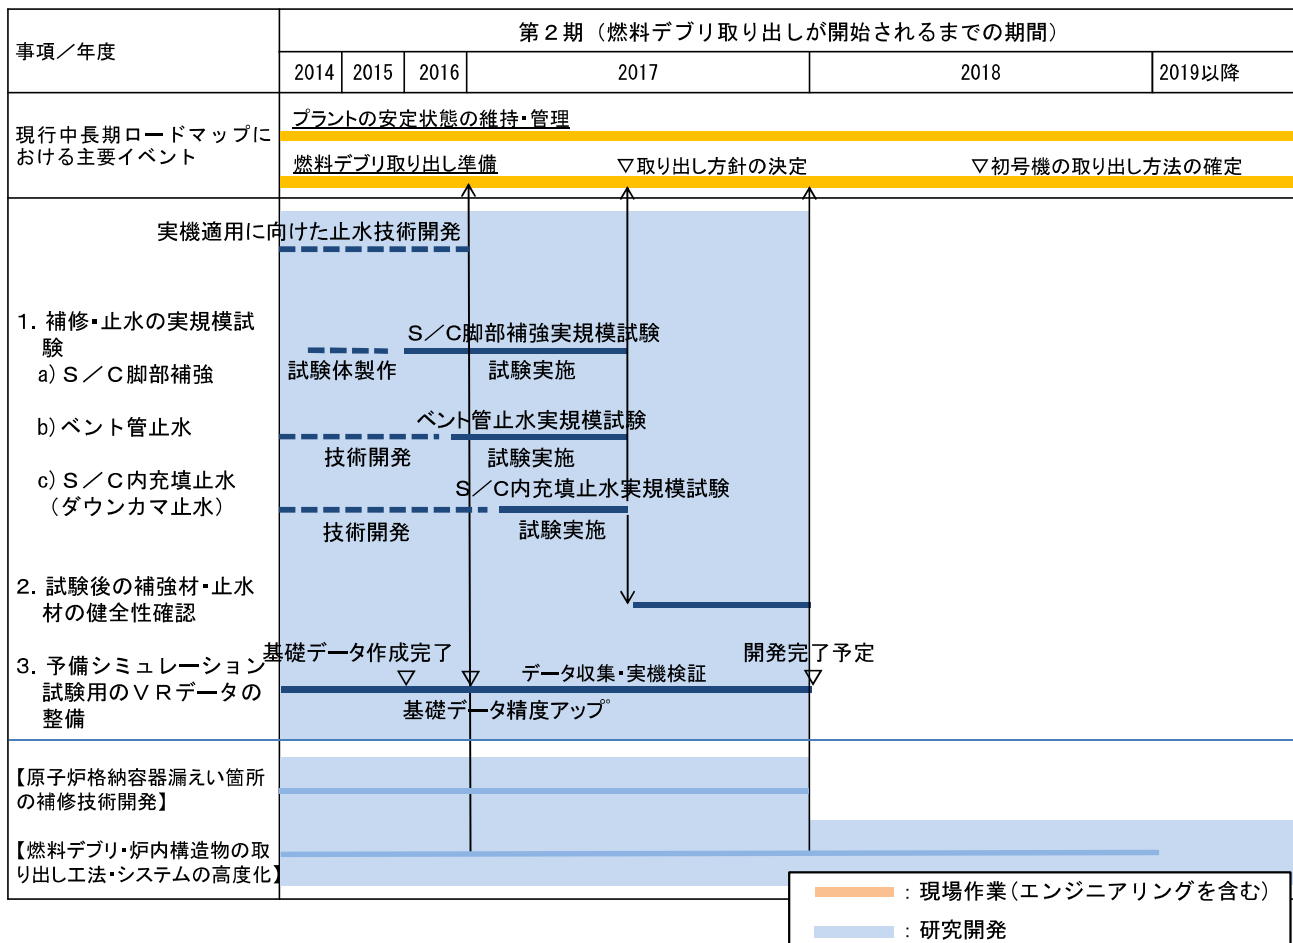 事項／年度
第２期（燃料デブリ取り出しが開始されるまでの期間）
2014
2015
2016
2017
2018
2019以降
現行中長期ロードマップに
おける主要イベント
プラントの安定状態の維持・管理
燃料デブリ取り出し準備
▽取り出し方針の決定
▽初号機の取り出し方法の確定
実機適用に向けた止水技術開発
１．補修・止水の実規模試
験
a)Ｓ／Ｃ脚部補強
S／C脚部補強実規模試験
試験体製作
試験実施
b)ベント管止水
ベント管止水実規模試験
技術開発
試験実施
c)Ｓ／Ｃ内充填止水
（ダウンカマ止水）
S／C内充填止水実規模試験
技術開発
試験実施
２．試験後の補強材・止水
材の健全性確認
３．予備シミュレーション
試験用のＶＲデータの
整備
基礎データ作成完了
▽
▽
データ収集・実機検証
開発完了予定
▽
基礎データ精度アップ
【原子炉格納容器漏えい箇所
の補修技術開発】
【燃料デブリ・炉内構造物の取
り出し工法・システムの高度化】
：現場作業（エンジニアリングを含む）
：研究開発